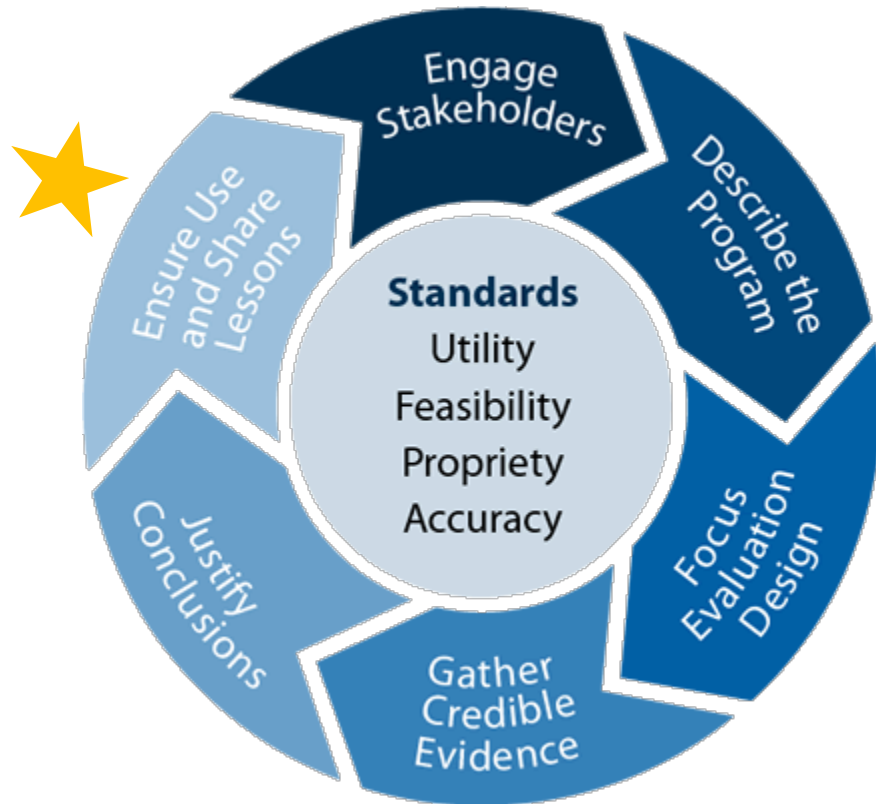 Engage
Stakeholders
Describe the
Program
Focus
Evaluation
Design
Gather
Credible
Evidence
Justify
Conclusions
Ensure Use
and Share
Lessons
Standards
Utility
Feasibility
Propriety
Accuracy